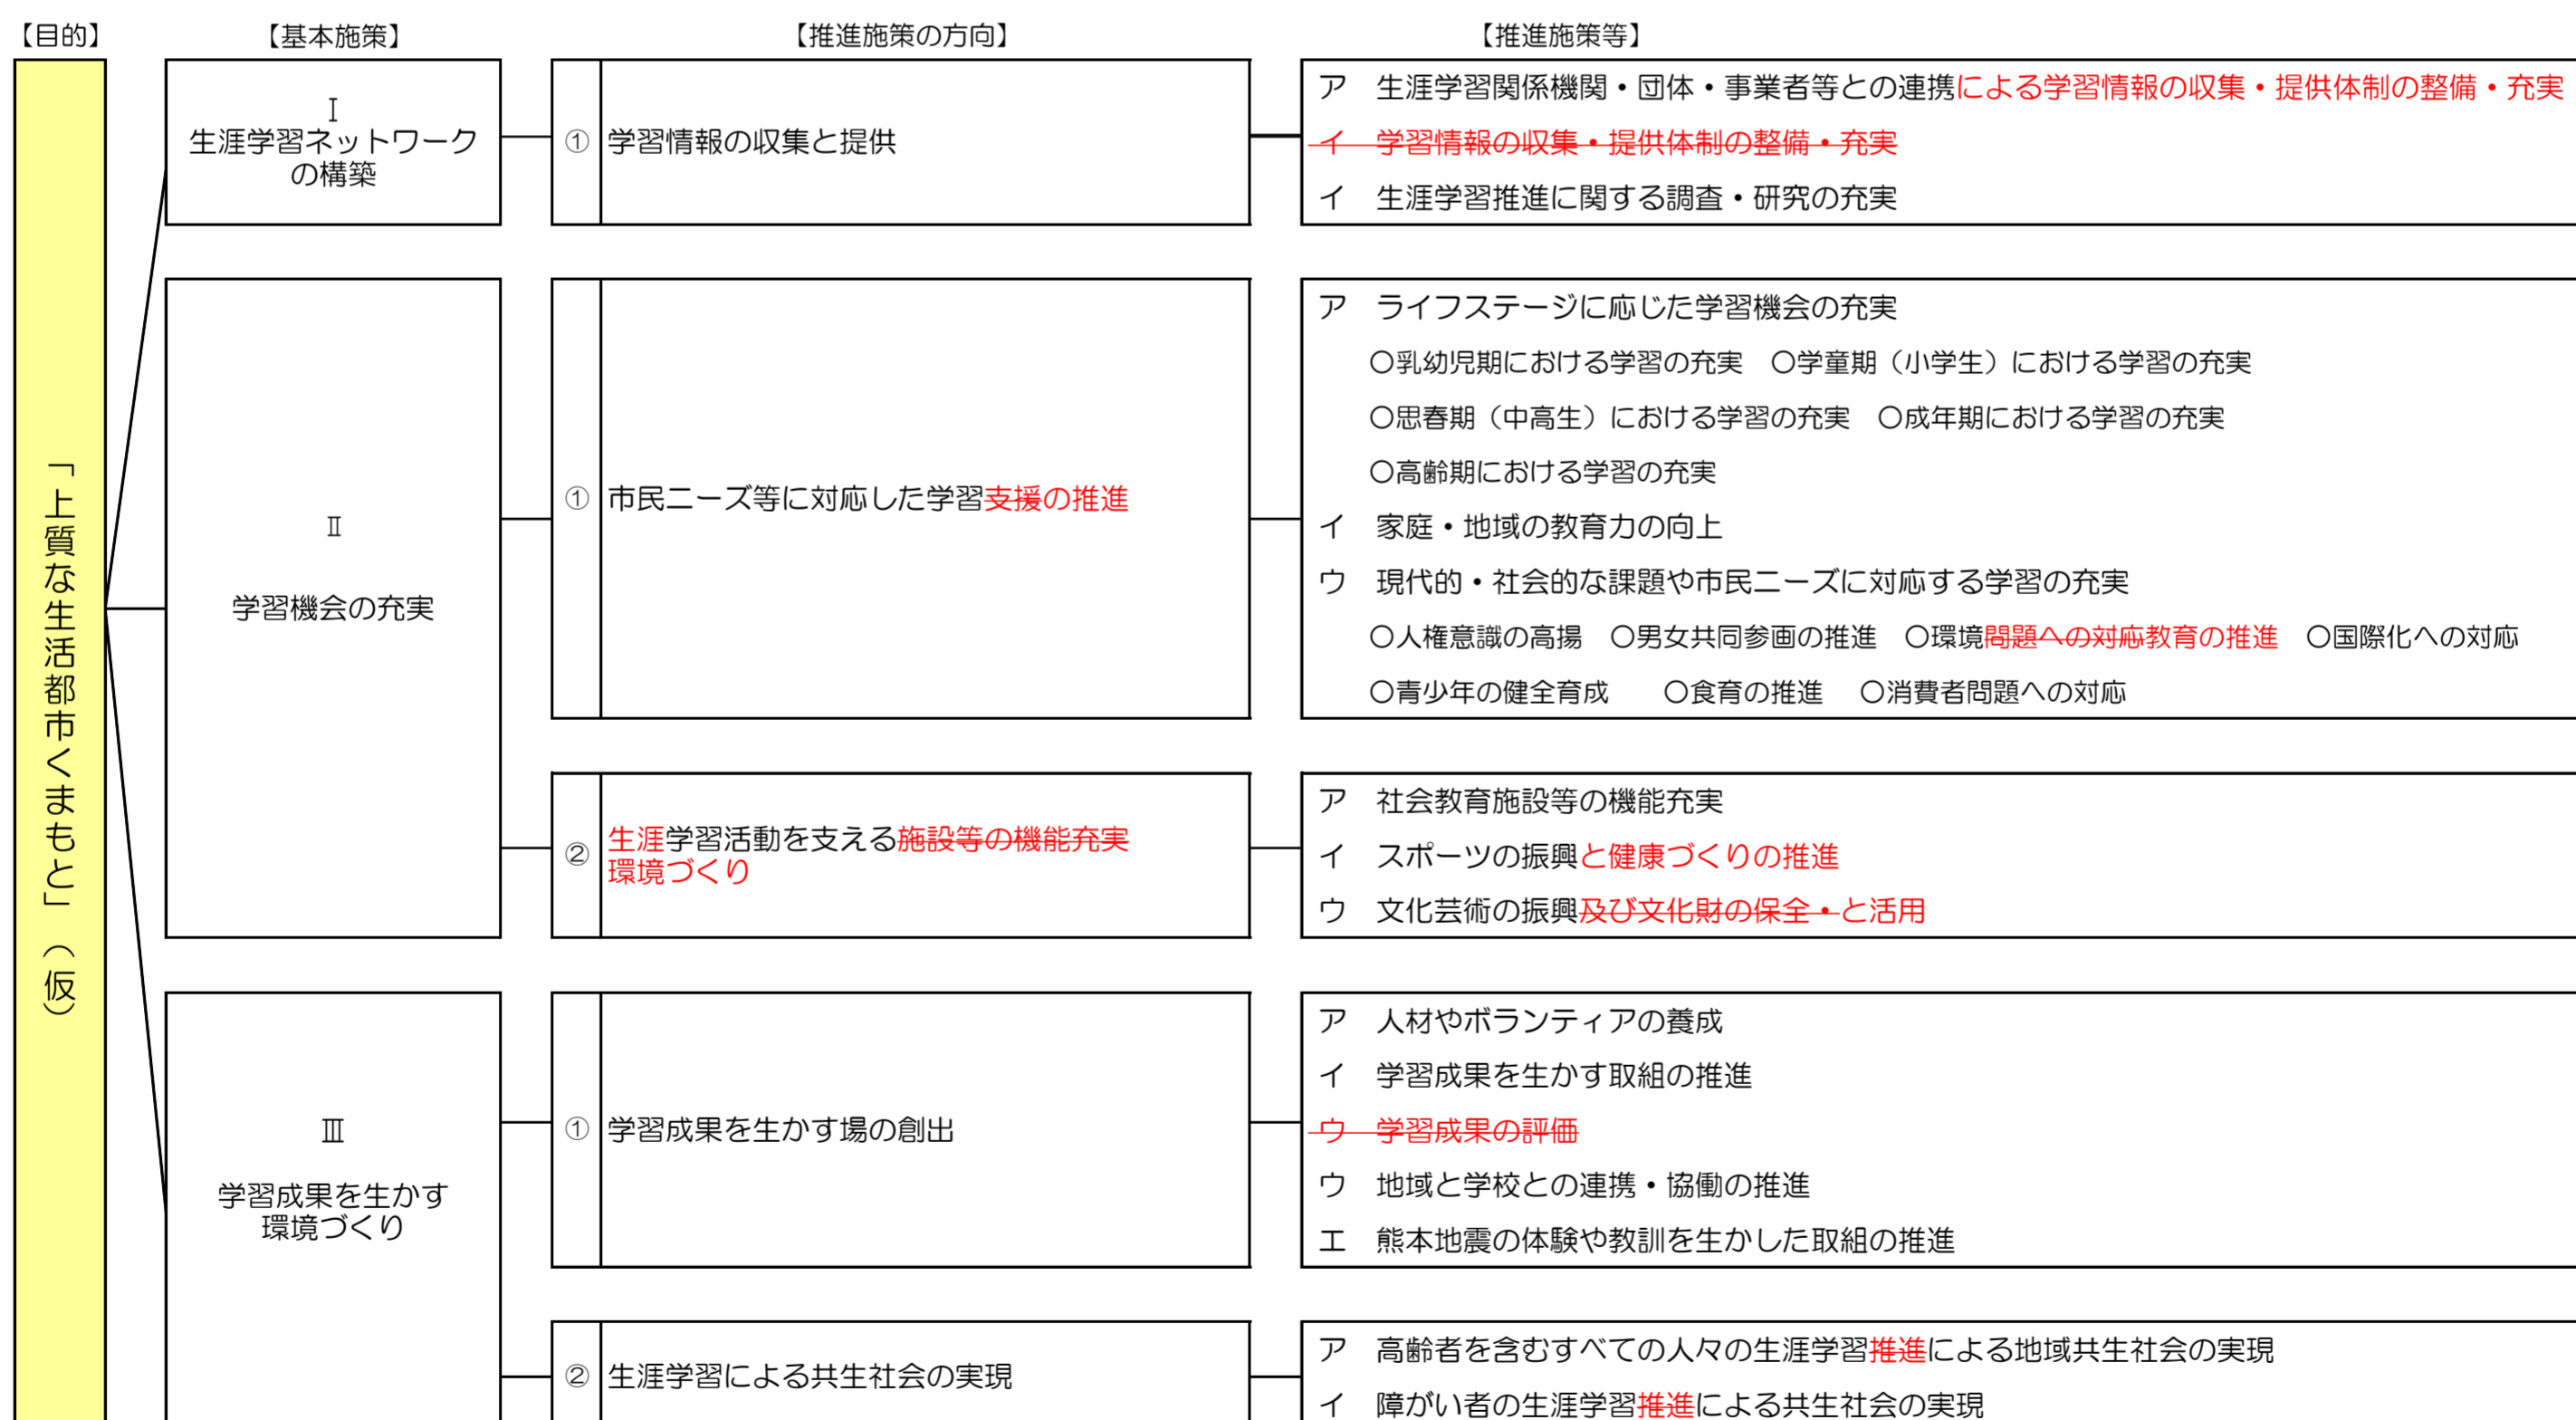 【目的】
【基本施策】
【推進施策の方向】
【推進施策等】
「上質な生活都市くまもと」（仮）
Ⅰ
生涯学習ネットワーク
の構築
① 学習情報の収集と提供
ア 生涯学習関係機関・団体・事業者等との連携による学習情報の収集・提供体制の整備・充実
イ 学習情報の収集・提供体制の整備・充実
イ 生涯学習推進に関する調査・研究の充実
Ⅱ
学習機会の充実
① 市民ニーズ等に対応した学習支援の推進
ア ライフステージに応じた学習機会の充実
○乳幼児期における学習の充実 ○学童期（小学生）における学習の充実
○思春期（中高生）における学習の充実 ○成年期における学習の充実
○高齢期における学習の充実
イ 家庭・地域の教育力の向上
ウ 現代的・社会的な課題や市民ニーズに対応する学習の充実
○人権意識の高揚 ○男女共同参画の推進 ○環境問題への対応教育の推進 ○国際化への対応
○青少年の健全育成 ○食育の推進 ○消費者問題への対応
② 生涯学習活動を支える施設等の機能充実
環境づくり
ア 社会教育施設等の機能充実
イ スポーツの振興と健康づくりの推進
ウ 文化芸術の振興及び文化財の保全・と活用
Ⅲ
学習成果を生かす
環境づくり
① 学習成果を生かす場の創出
ア 人材やボランティアの養成
イ 学習成果を生かす取組の推進
ウ 学習成果の評価
ウ 地域と学校との連携・協働の推進
エ 熊本地震の体験や教訓を生かした取組の推進
② 生涯学習による共生社会の実現
ア 高齢者を含むすべての人々の生涯学習推進による地域共生社会の実現
イ 障がい者の生涯学習推進による共生社会の実現